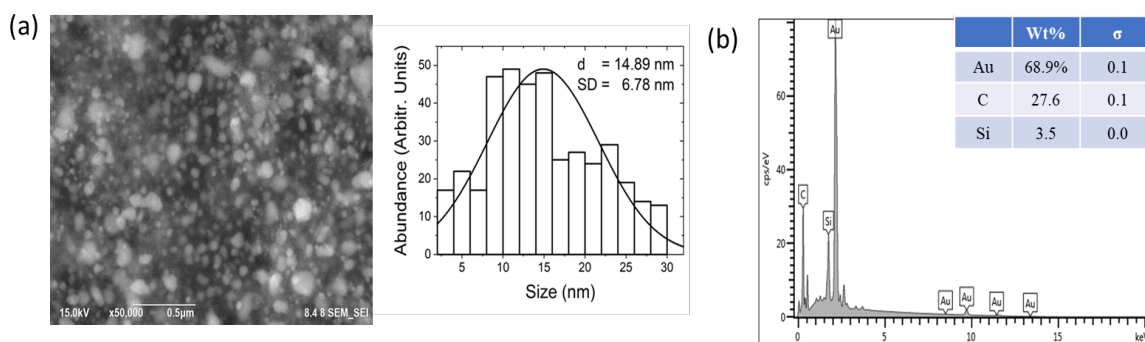 (a)
15.0kV x50,000 0.5µm 8.4 8 SEM_SEI
Abundance (Arbitr. Units)
50
40
30
20
10
0
d = 14.89 nm
SD = 6.78 nm
5 10 15 20 25 30
Size (nm)
(b)
cps/eV
60
40
20
0
C
Si
Au
Au
Au
Au
Au
0 5 10 15
Wt% σ
Au 68.9% 0.1
C 27.6 0.1
Si 3.5 0.0